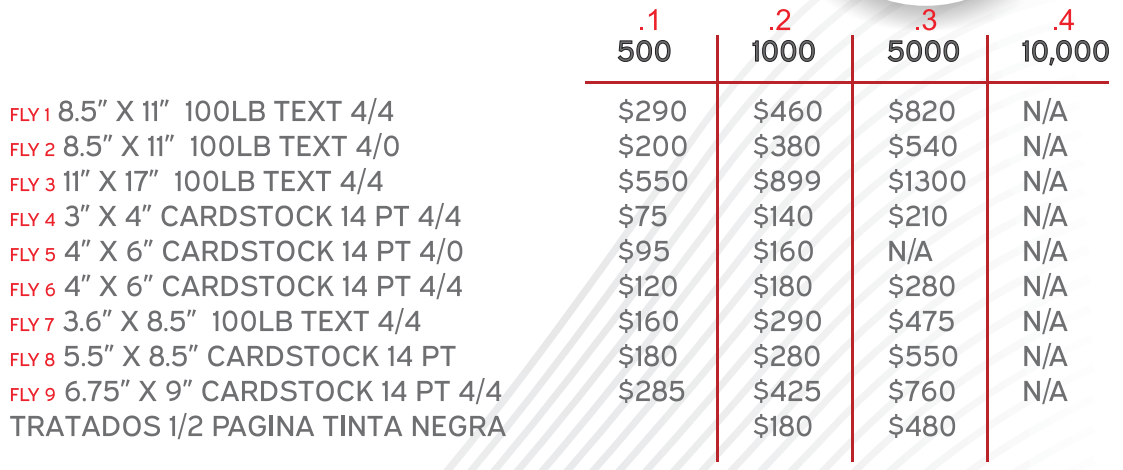 .1 .2 .3 .4
500 1000 5000 10,000
FLY 1 8.5" X 11" 100LB TEXT 4/4 $290 $460 $820 N/A
FLY 2 8.5" X 11" 100LB TEXT 4/0 $200 $380 $540 N/A
FLY 3 11" X 17" 100LB TEXT 4/4 $550 $899 $1300 N/A
FLY 4 3" X 4" CARDSTOCK 14 PT 4/4 $75 $140 $210 N/A
FLY 5 4" X 6" CARDSTOCK 14 PT 4/0 $95 $160 N/A N/A
FLY 6 4" X 6" CARDSTOCK 14 PT 4/4 $120 $180 $280 N/A
FLY 7 3.6" X 8.5" 100LB TEXT 4/4 $160 $290 $475 N/A
FLY 8 5.5" X 8.5" CARDSTOCK 14 PT $180 $280 $550 N/A
FLY 9 6.75" X 9" CARDSTOCK 14 PT 4/4 $285 $425 $760 N/A
TRATADOS 1/2 PAGINA TINTA NEGRA $180 $480